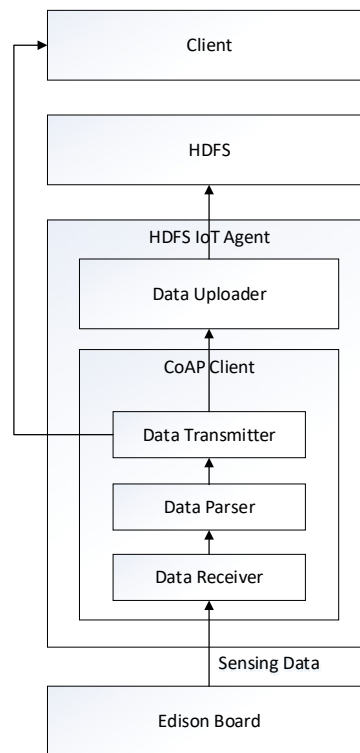 Client
HDFS
HDFS IoT Agent
Data Uploader
CoAP Client
Data Transmitter
Data Parser
Data Receiver
Sensing Data
Edison Board